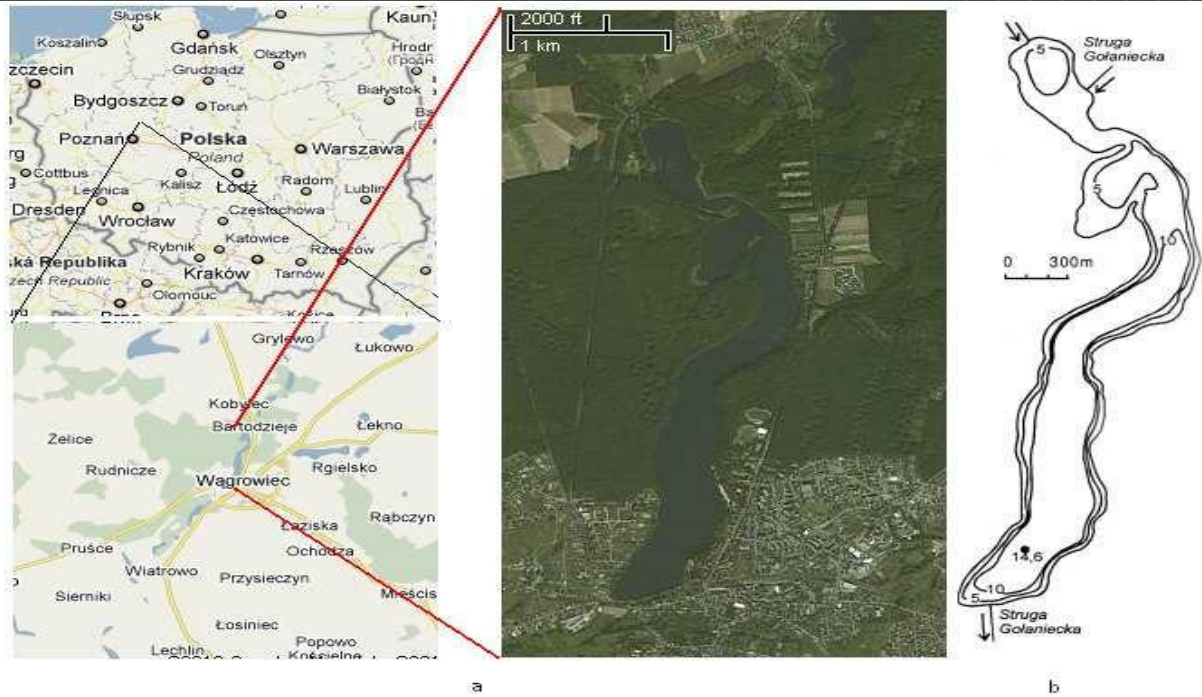 Słupsk
Koszalin
Gdańsk
Kaun
Olsztyn
Hrodr
zczecin
Grudziądz
Bydgoszcz
Toruń
Białystok
Poznań
Polska
Poland
Warszawa
Cottbus
Kalisz
Łódź
Radom
Legnica
Lublin
Dresden
Wrocław
Częstochowa
Rybnik
Katowice
Rzeszów
ská Republika
zech Republic
Kraków
Tarnów
Olomouc
Grylewo
Łukowo
Kobylec
Bartodzieje
Łekno
Żelice
Rudnicze
Rgielsko
Wągrowiec
Rąbczyn
Łaziska
Pruśce
Ochodza
Wiatrowo
Przysieczyn
Sierniki
Mieścis
Łosiniec
Popowo
Kościelne
Lechlin
2000 ft
1 km
Struga
Gołaniecka
5
5
10
0 300m
14,6
10
5
Struga
Gołaniecka
a
b